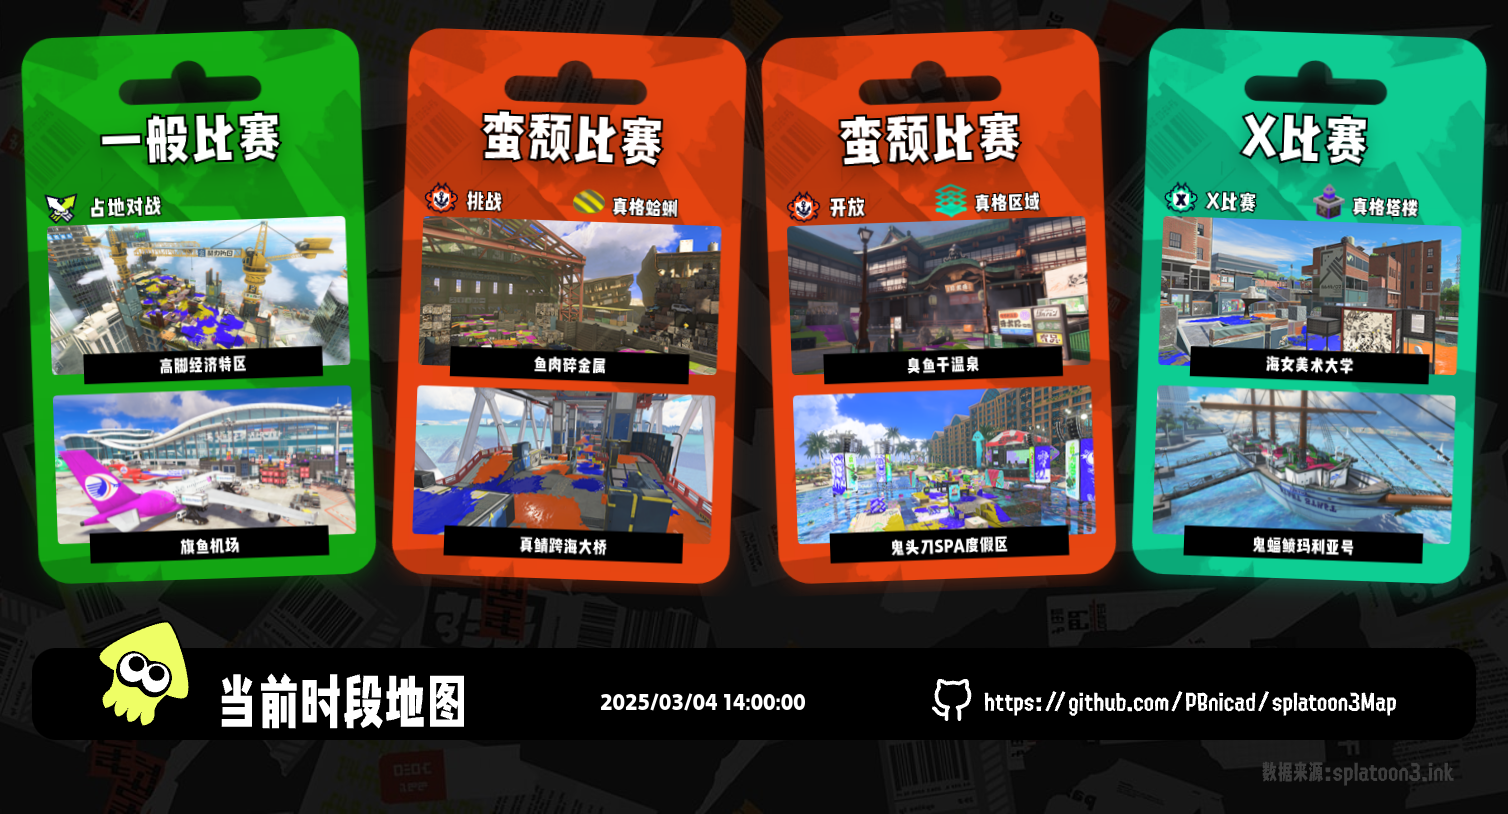 一般比赛
占地对战
高脚经济特区
旗鱼机场
蛮颓比赛
挑战
真格蛤蜊
鱼肉碎金属
真鲭跨海大桥
蛮颓比赛
开放
真格区域
臭鱼干温泉
鬼头刀SPA度假区
X比赛
X比赛
真格塔楼
海女美术大学
鬼蝠鲼玛利亚号
当前时段地图
2025/03/04 14:00:00
https://github.com/PBnicad/splatoon3Map
数据来源:splatoon3.ink